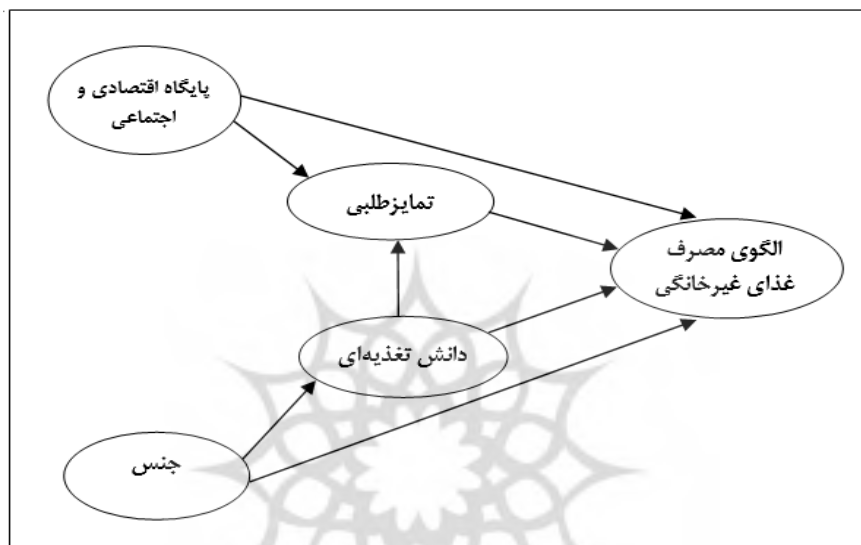 پایگاه اقتصادی و
اجتماعی
تمایزطلبی
الگوی مصرف
غذای غیرخانگی
دانش تغذیه‌ای
جنس